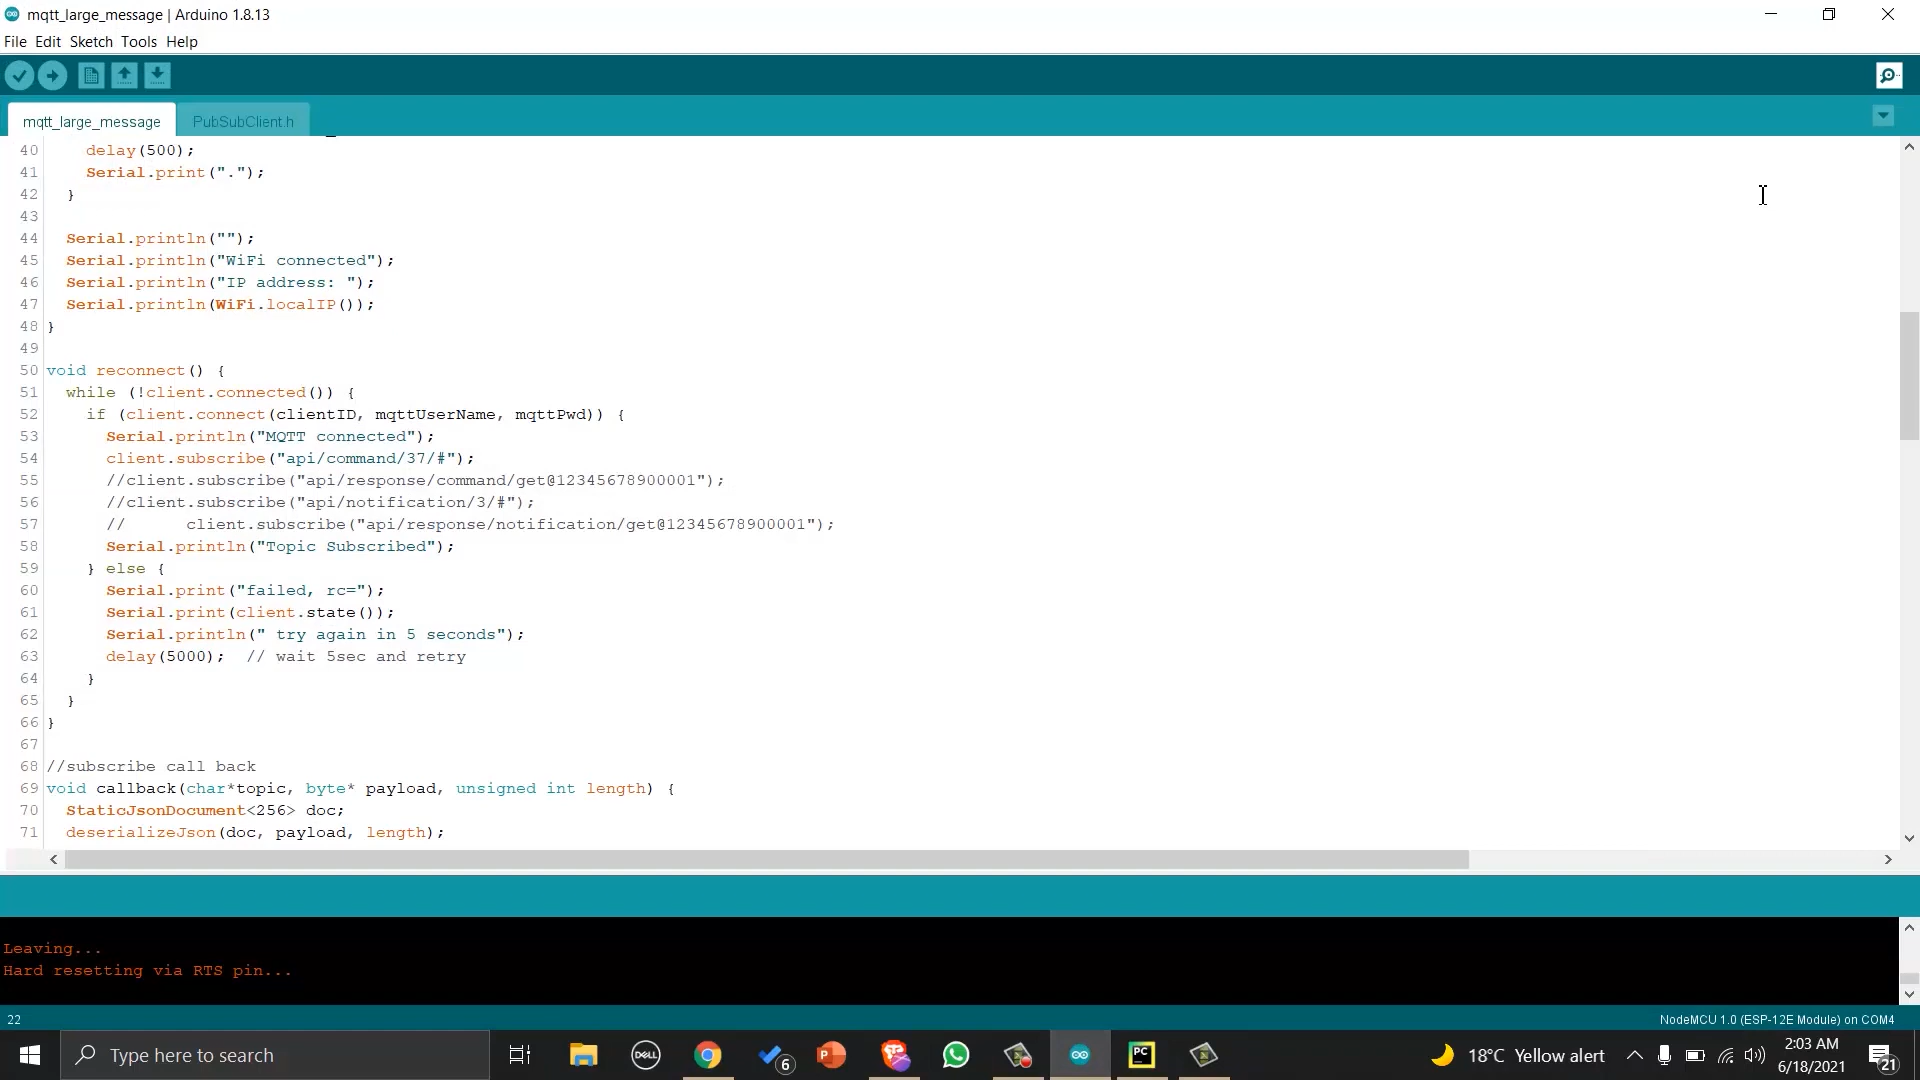 mqtt_large_message | Arduino 1.8.13
File Edit Sketch Tools Help
mqtt_large_message PubSubClient.h
40 delay(500);
41 Serial.print(".");
42 }
43
44 Serial.println("");
45 Serial.println("WiFi connected");
46 Serial.println("IP address: ");
47 Serial.println(WiFi.localIP());
48 }
49
50 void reconnect() {
51 while (!client.connected()) {
52 if (client.connect(clientID, mqttUserName, mqttPwd)) {
53 Serial.println("MQTT connected");
54 client.subscribe("api/command/37/#");
55 //client.subscribe("api/response/command/get@12345678900001");
56 //client.subscribe("api/notification/3/#");
57 // client.subscribe("api/response/notification/get@12345678900001");
58 Serial.println("Topic Subscribed");
59 } else {
60 Serial.print("failed, rc=");
61 Serial.print(client.state());
62 Serial.println(" try again in 5 seconds");
63 delay(5000); // wait 5sec and retry
64 }
65 }
66 }
67
68 //subscribe call back
69 void callback(char*topic, byte* payload, unsigned int length) {
70 StaticJsonDocument<256> doc;
71 deserializeJson(doc, payload, length);
Leaving...
Hard resetting via RTS pin...
22 NodeMCU 1.0 (ESP-12E Module) on COM4
Type here to search DELL 6 P PC 18°C Yellow alert 2:03 AM 21
6/18/2021